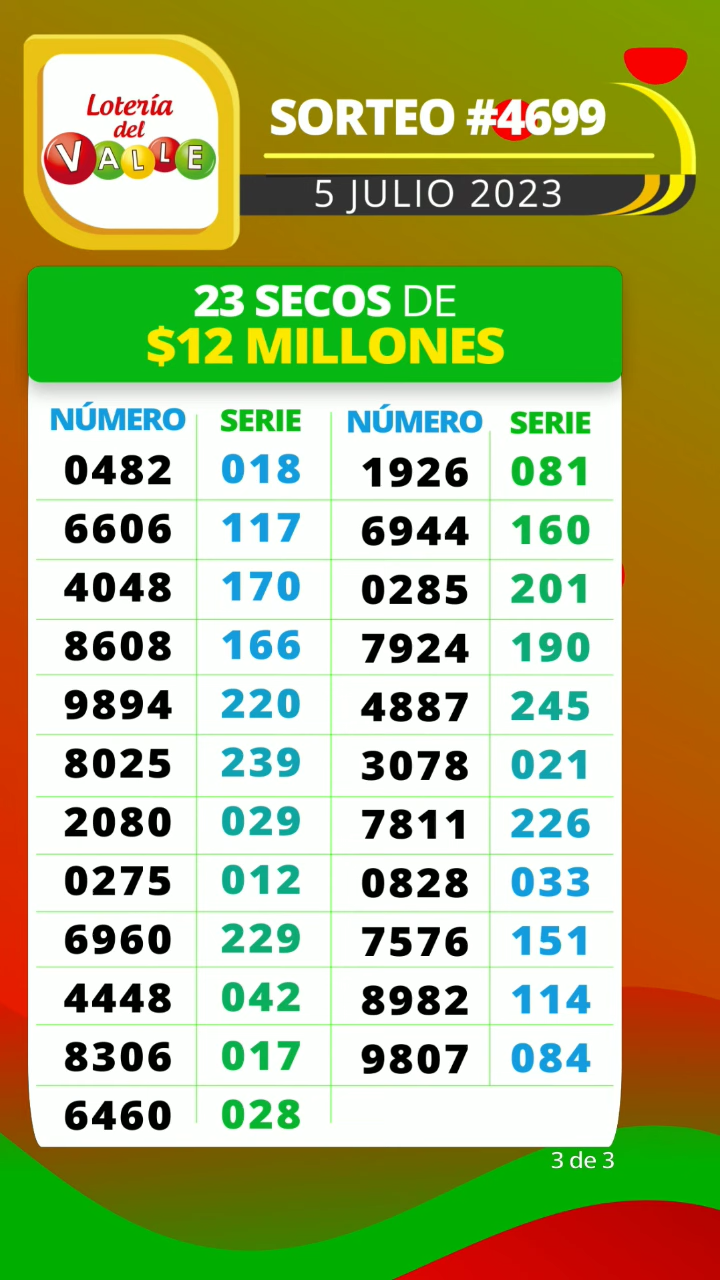 Lotería
del
VALLE
SORTEO #4699
5 JULIO 2023
23 SECOS DE
$12 MILLONES
NÚMERO SERIE NÚMERO SERIE
0482 018 1926 081
6606 117 6944 160
4048 170 0285 201
8608 166 7924 190
9894 220 4887 245
8025 239 3078 021
2080 029 7811 226
0275 012 0828 033
6960 229 7576 151
4448 042 8982 114
8306 017 9807 084
6460 028
3 de 3